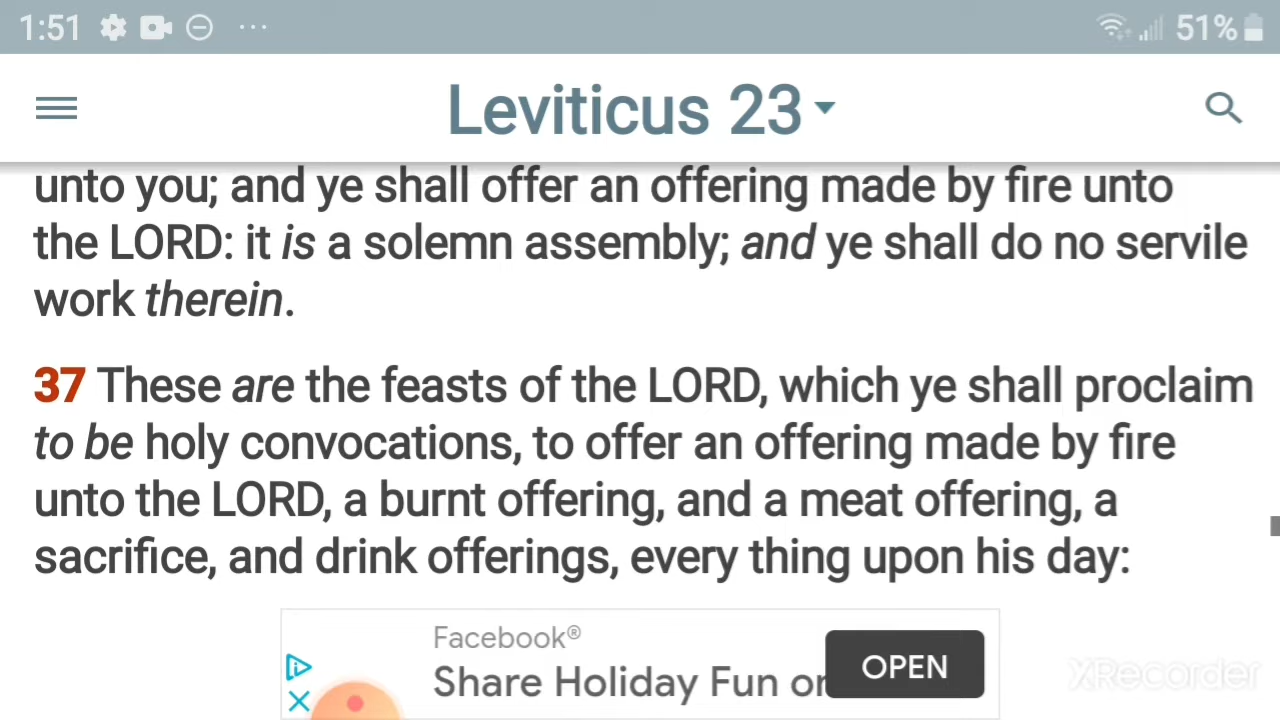 1:51 ... 51%
Leviticus 23
unto you; and ye shall offer an offering made by fire unto
the LORD: it is a solemn assembly; and ye shall do no servile
work therein.
37 These are the feasts of the LORD, which ye shall proclaim
to be holy convocations, to offer an offering made by fire
unto the LORD, a burnt offering, and a meat offering, a
sacrifice, and drink offerings, every thing upon his day:
Facebook®
Share Holiday Fun or
OPEN
XRecorder